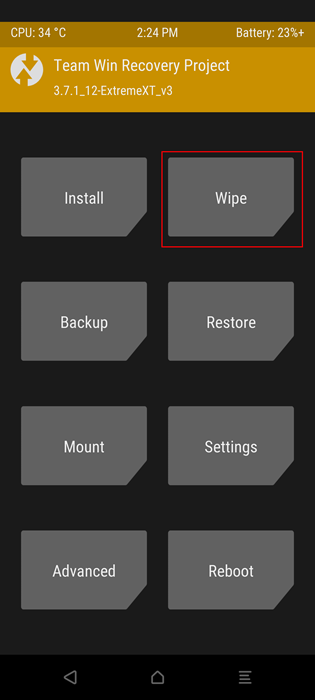 CPU: 34 °C 2:24 PM Battery: 23%+
Team Win Recovery Project
3.7.1_12-ExtremeXT_v3
Install Wipe
Backup Restore
Mount Settings
Advanced Reboot